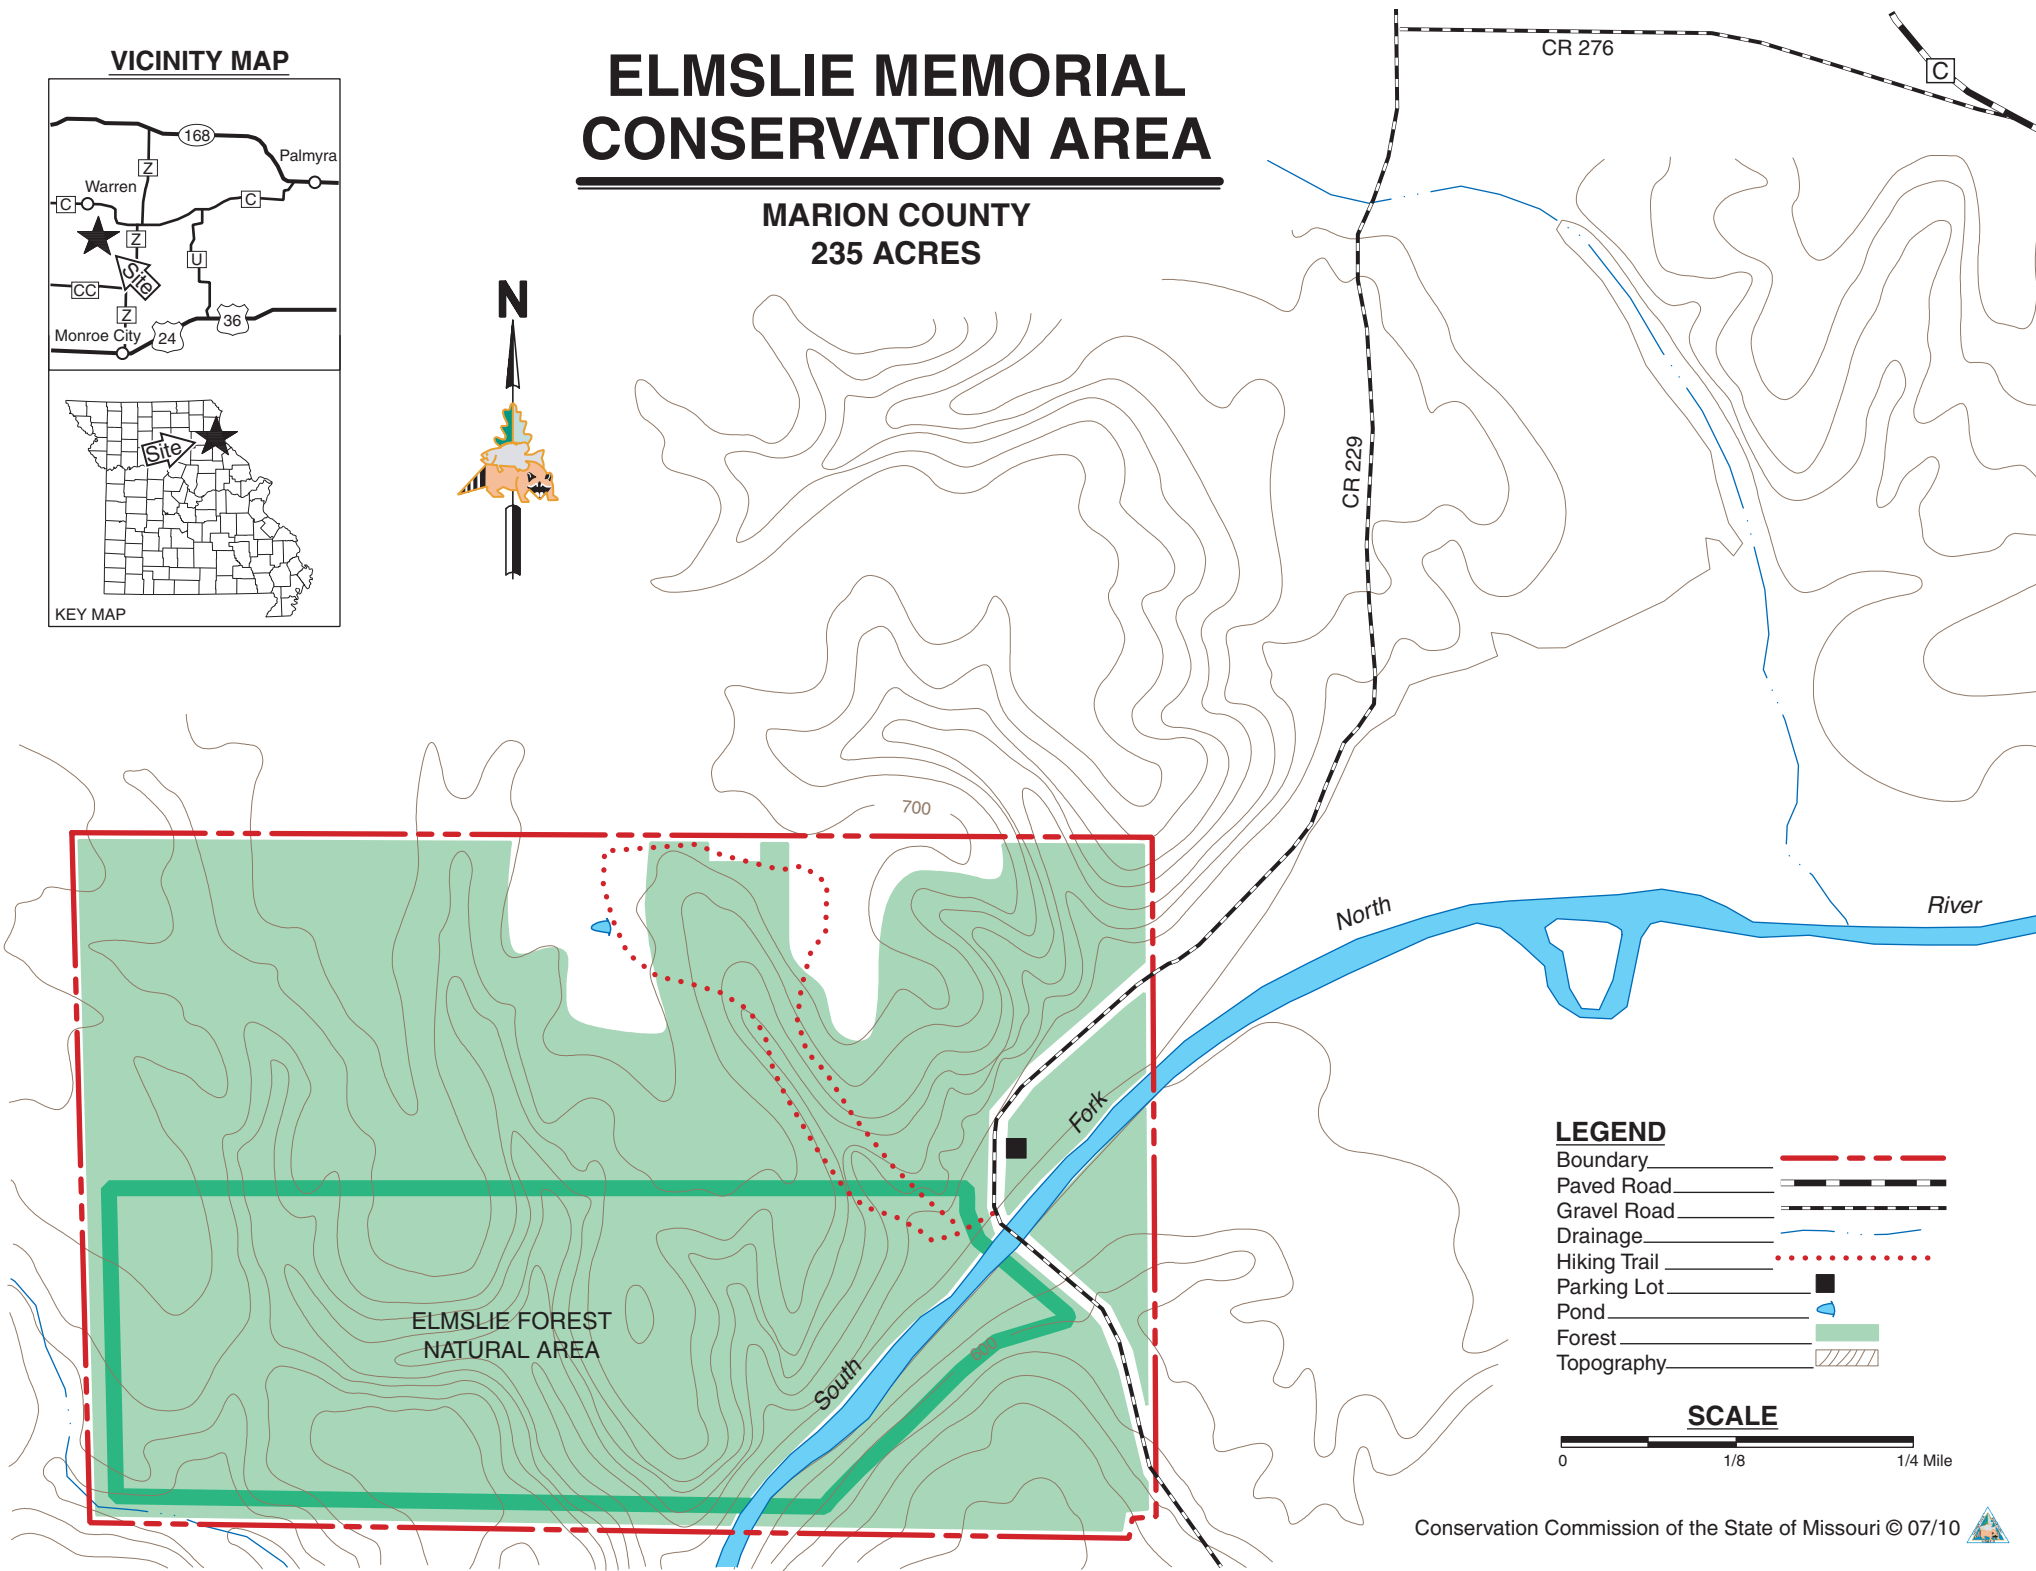 VICINITY MAP
168
Palmyra
Z
Warren
C
C
Z
U
Site
CC
Z
Monroe City
24
36
Site
KEY MAP
ELMSLIE MEMORIAL
CONSERVATION AREA
MARION COUNTY
235 ACRES
N
CR 276
C
CR 229
700
North
River
Fork
South
600
ELMSLIE FOREST
NATURAL AREA
LEGEND
Boundary
Paved Road
Gravel Road
Drainage
Hiking Trail
Parking Lot
Pond
Forest
Topography
SCALE
0 1/8 1/4 Mile
Conservation Commission of the State of Missouri © 07/10